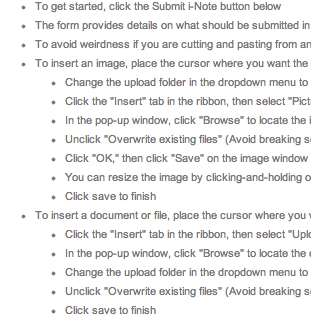 To get started, click the Submit i-Note button below
The form provides details on what should be submitted in
To avoid weirdness if you are cutting and pasting from an
To insert an image, place the cursor where you want the
Change the upload folder in the dropdown menu to
Click the "Insert" tab in the ribbon, then select "Pict
In the pop-up window, click "Browse" to locate the i
Unclick "Overwrite existing files" (Avoid breaking s
Click "OK," then click "Save" on the image window
You can resize the image by clicking-and-holding o
Click save to finish
To insert a document or file, place the cursor where you
Click the "Insert" tab in the ribbon, then select "Upl
In the pop-up window, click "Browse" to locate the
Change the upload folder in the dropdown menu to
Unclick "Overwrite existing files" (Avoid breaking s
Click save to finish